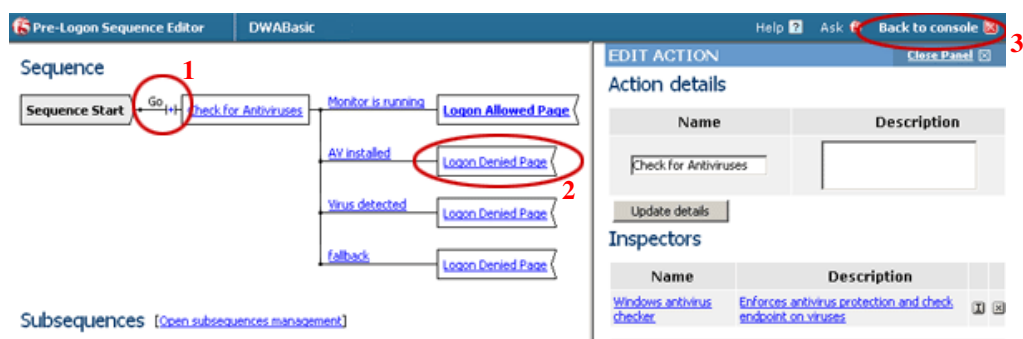 Pre-Logon Sequence Editor DWABasic Help ? Ask Back to console
3
EDIT ACTION Close Panel
Sequence
1
Action details
Sequence Start Go [+] Check for Antiviruses Monitor is running Logon Allowed Page
Name Description
AV installed Logon Denied Page
2
Check for Antiviruses
Virus detected Logon Denied Page
Update details
Inspectors
fallback Logon Denied Page
Name Description
Windows antivirus checker
Enforces antivirus protection and check endpoint on viruses
Subsequences [Open subsequences management]